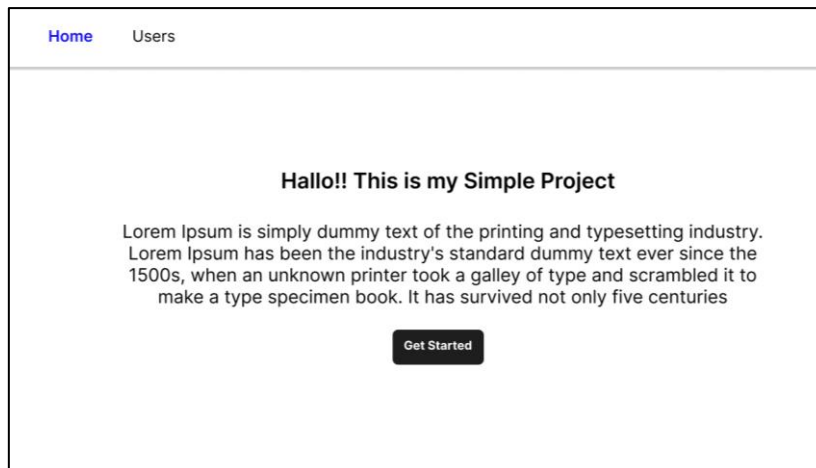 Home Users
Hallo!! This is my Simple Project
Lorem Ipsum is simply dummy text of the printing and typesetting industry.
Lorem Ipsum has been the industry's standard dummy text ever since the
1500s, when an unknown printer took a galley of type and scrambled it to
make a type specimen book. It has survived not only five centuries
Get Started